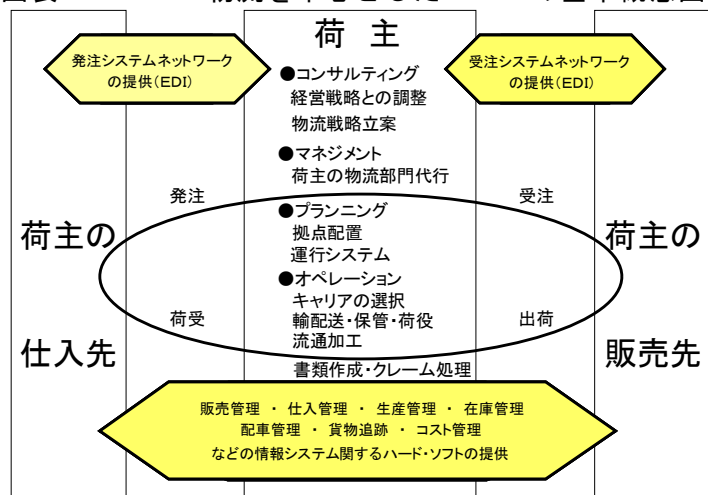 荷 主
発注システムネットワーク
の提供(EDI)
受注システムネットワーク
の提供(EDI)
●コンサルティング
経営戦略との調整
物流戦略立案
●マネジメント
荷主の物流部門代行
発注
受注
●プランニング
拠点配置
運行システム
荷主の
仕入先
荷主の
販売先
●オペレーション
キャリアの選択
輸配送・保管・荷役
流通加工
荷受
出荷
書類作成・クレーム処理
販売管理 ・ 仕入管理 ・ 生産管理 ・ 在庫管理
配車管理 ・ 貨物追跡 ・ コスト管理
などの情報システム関するハード・ソフトの提供